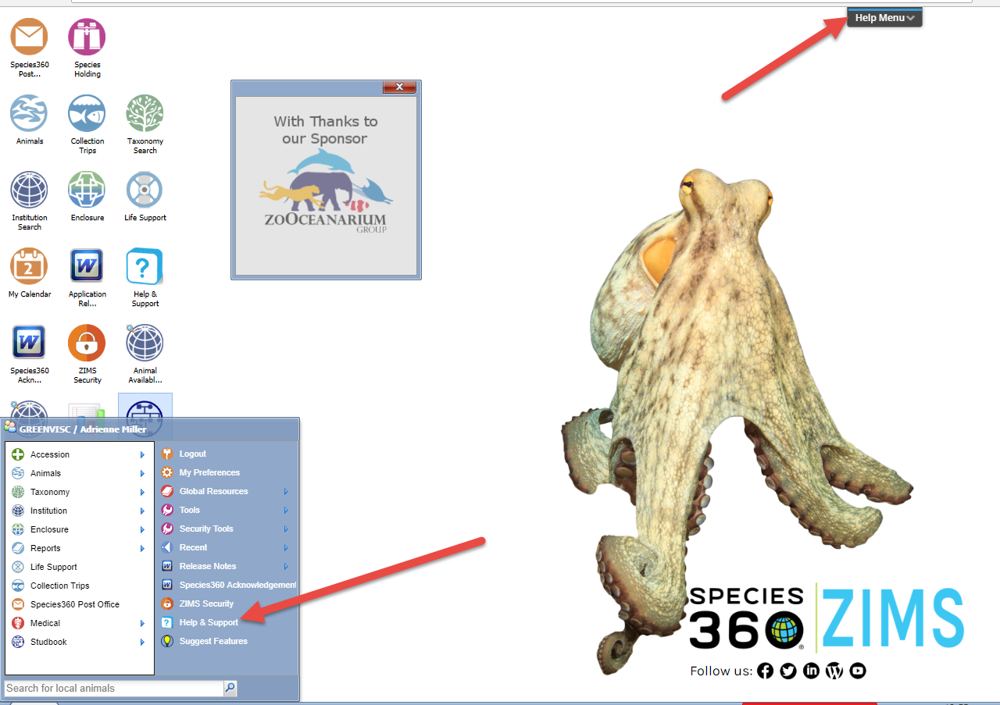 Help Menu
Species360
Post...
Species
Holding
Animals
Collection
Trips
Taxonomy
Search
Institution
Search
Enclosure
Life Support
2
My Calendar
W
Application
Rel...
?
Help &
Support
W
Species360
Ackn...
ZIMS
Security
Animal
Availabl...
X
With Thanks to
our Sponsor
ZOOCEANARIUM
GROUP
GREENVISC / Adrienne Miller
Accession
Animals
Taxonomy
Institution
Enclosure
Reports
Life Support
Collection Trips
Species360 Post Office
Medical
Studbook
Logout
My Preferences
Global Resources
Tools
Security Tools
Recent
Release Notes
Species360 Acknowledgement
ZIMS Security
Help & Support
Suggest Features
Search for local animals
SPECIES
360
ZIMS
Follow us: